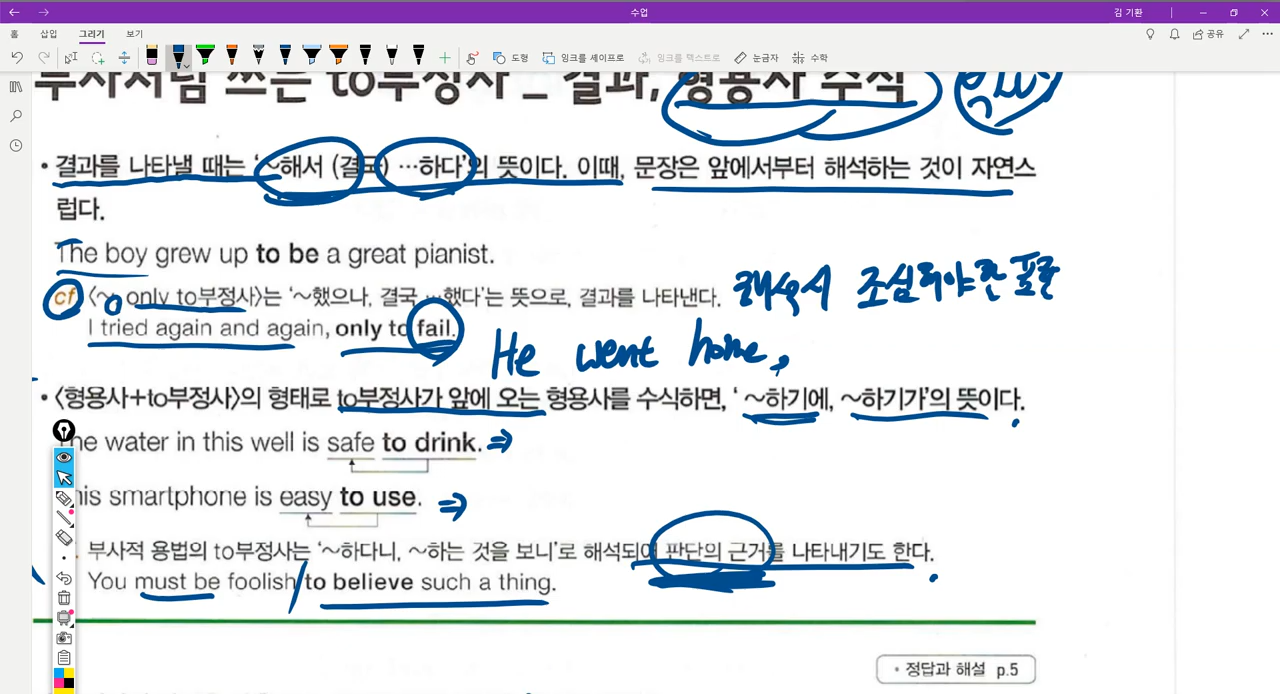 수업
김 기환
홈 삽입 그리기 보기
공유
도형 잉크를 셰이프로 잉크를 텍스트로 눈금자 수학
부사처럼 쓰는 to부정사 _ 결과, 형용사 수식
• 결과를 나타낼 때는 '~해서 (결국) …하다'의 뜻이다. 이때, 문장은 앞에서부터 해석하는 것이 자연스
럽다.
The boy grew up to be a great pianist.
cf 〈~ only to부정사〉는 '~했으나, 결국 …했다'는 뜻으로, 결과를 나타낸다.
해석시 조심해야한 표현
I tried again and again, only to fail.
He went home,
• 〈형용사+to부정사〉의 형태로 to부정사가 앞에 오는 형용사를 수식하면, '~하기에, ~하기가'의 뜻이다.
he water in this well is safe to drink. ⇒
his smartphone is easy to use. ⇒
부사적 용법의 to부정사는 '~하다니, ~하는 것을 보니'로 해석되어 판단의 근거를 나타내기도 한다.
You must be foolish / to believe such a thing.
• 정답과 해설 p.5